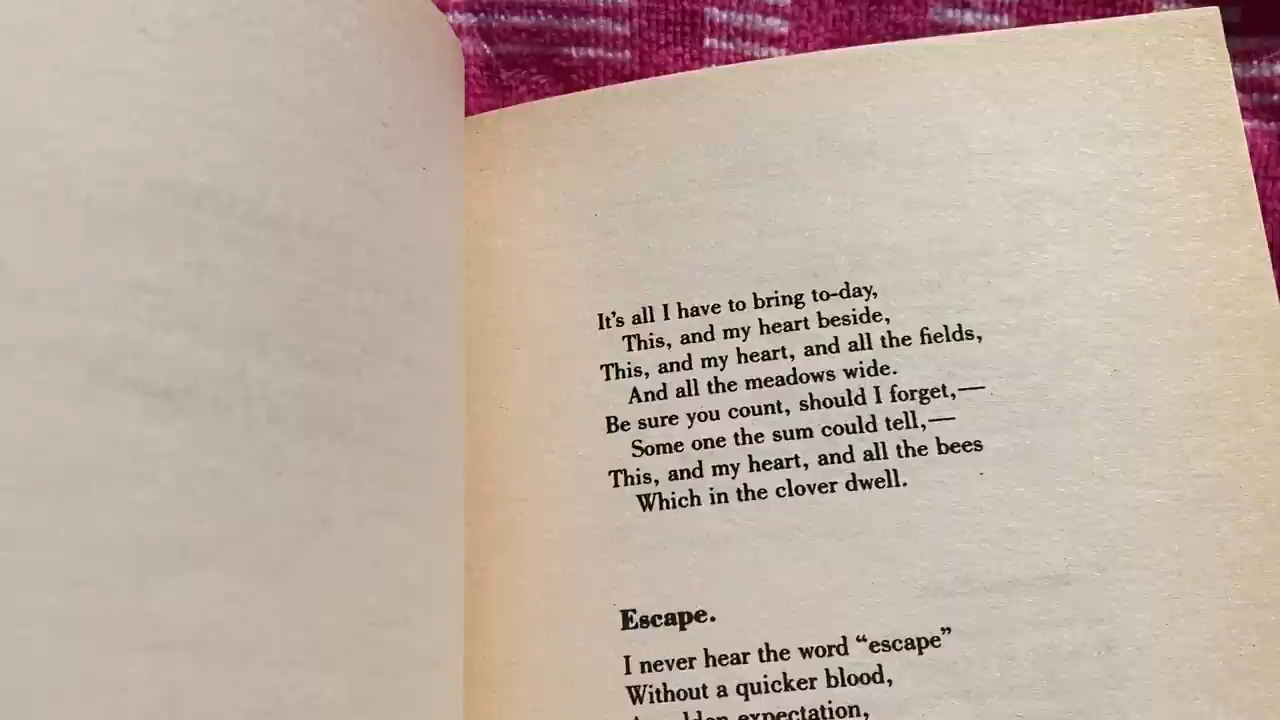 It's all I have to bring to-day,
This, and my heart beside,
This, and my heart, and all the fields,
And all the meadows wide.
Be sure you count, should I forget,—
Some one the sum could tell,—
This, and my heart, and all the bees
Which in the clover dwell.
Escape.
I never hear the word “escape”
Without a quicker blood,
expectation,